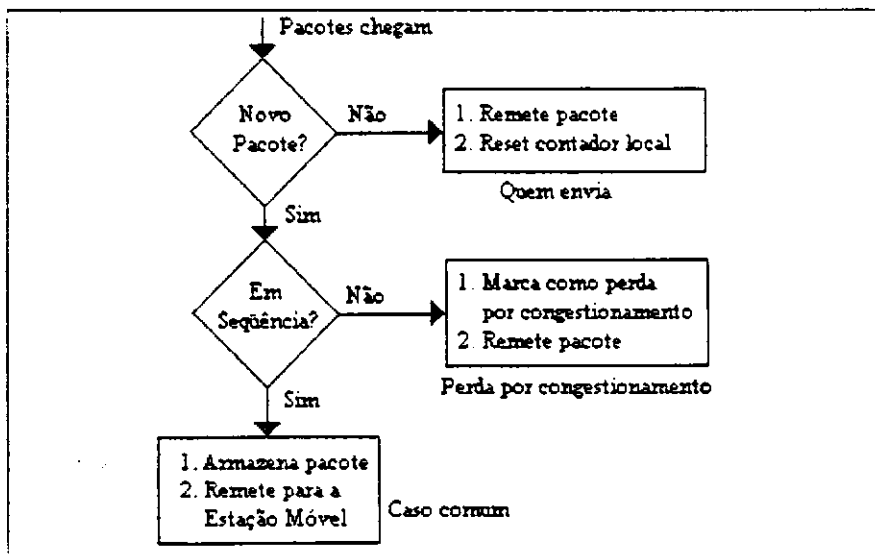 Pacotes chegam
Novo
Pacote?
Não
1. Remete pacote
2. Reset contador local
Quem envia
Sim
Em
Seqüência?
Não
1. Marca como perda
por congestionamento
2. Remete pacote
Perda por congestionamento
Sim
1. Armazena pacote
2. Remete para a
Estação Móvel
Caso comum